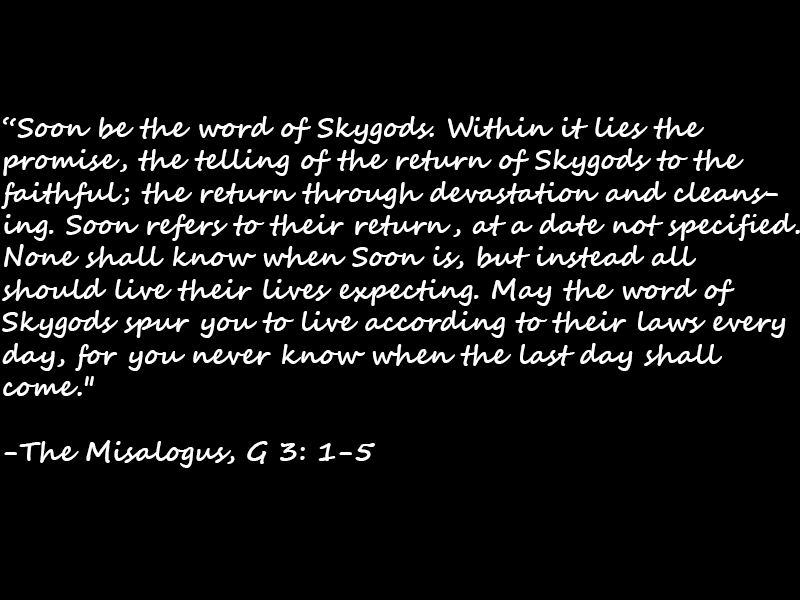 “Soon be the word of Skygods. Within it lies the
promise, the telling of the return of Skygods to the
faithful; the return through devastation and cleans-
ing. Soon refers to their return, at a date not specified.
None shall know when Soon is, but instead all
should live their lives expecting. May the word of
Skygods spur you to live according to their laws every
day, for you never know when the last day shall
come."
-The Misalogus, G 3: 1-5